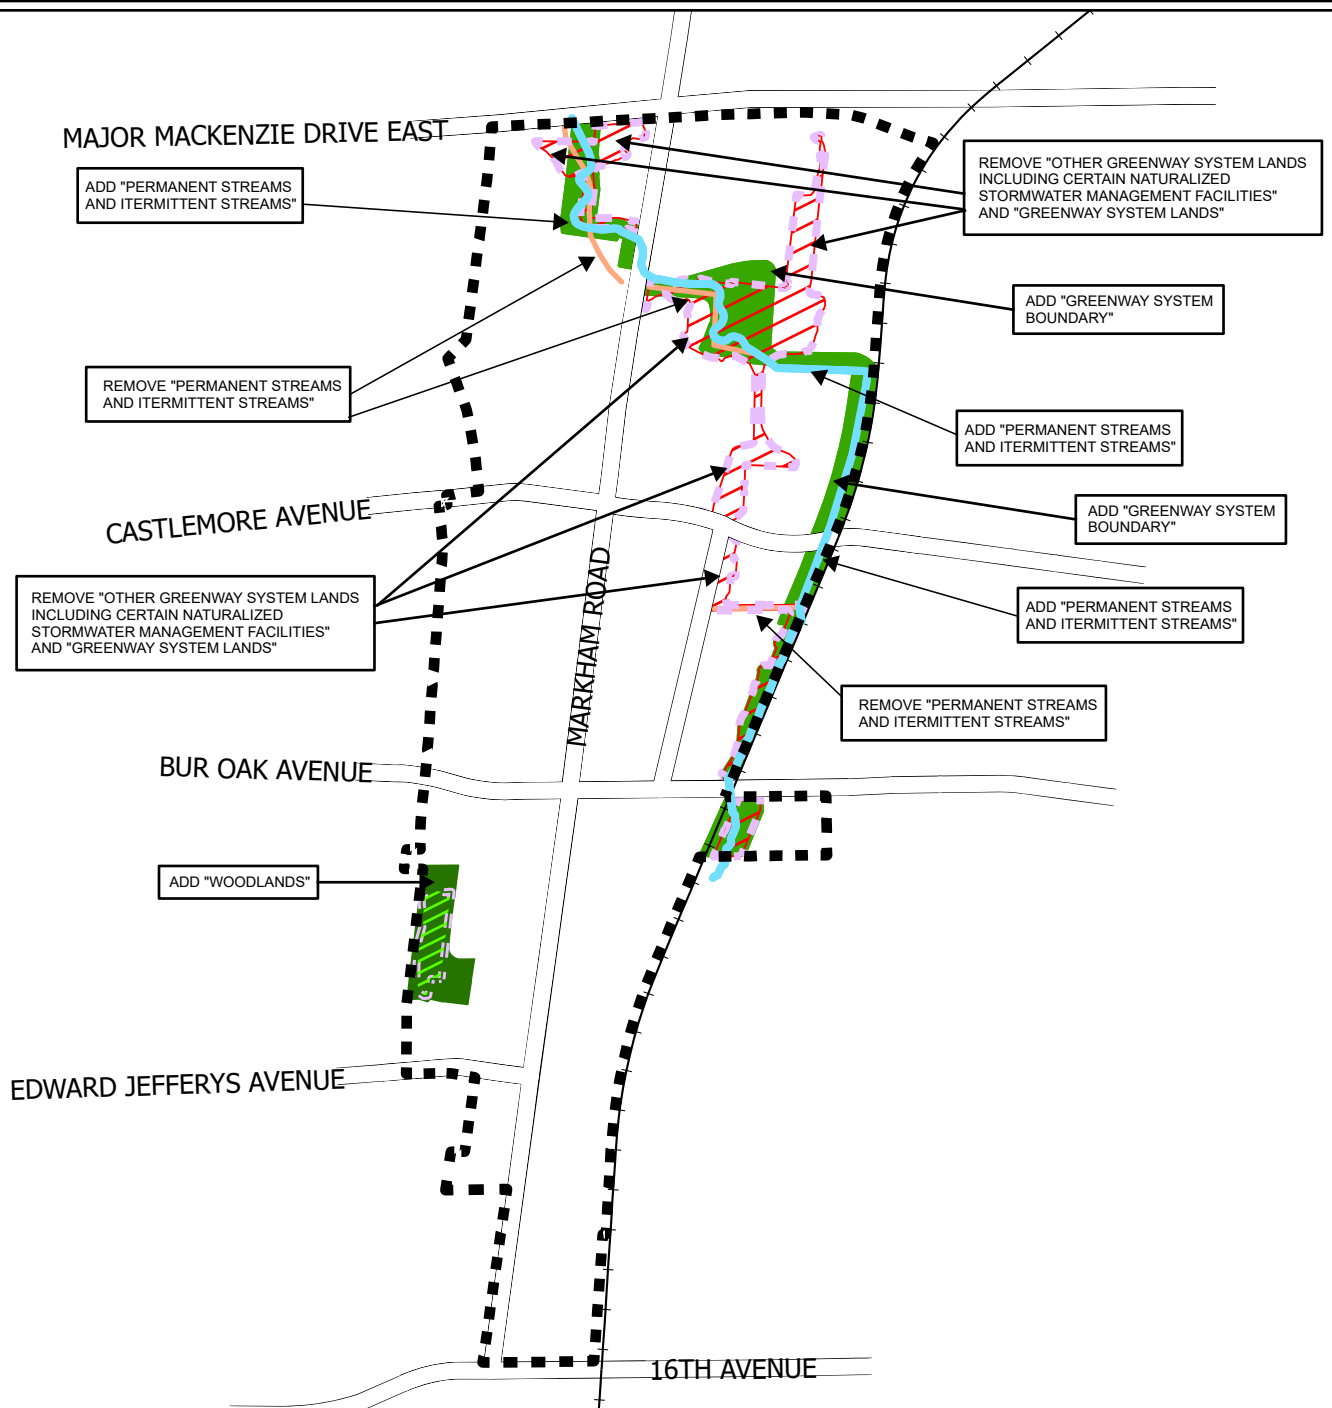 MAJOR MACKENZIE DRIVE EAST
REMOVE "OTHER GREENWAY SYSTEM LANDS
INCLUDING CERTAIN NATURALIZED
STORMWATER MANAGEMENT FACILITIES"
AND "GREENWAY SYSTEM LANDS"
ADD "PERMANENT STREAMS
AND ITERMITTENT STREAMS"
ADD "GREENWAY SYSTEM
BOUNDARY"
REMOVE "PERMANENT STREAMS
AND ITERMITTENT STREAMS"
ADD "PERMANENT STREAMS
AND ITERMITTENT STREAMS"
CASTLEMORE AVENUE
ADD "GREENWAY SYSTEM
BOUNDARY"
REMOVE "OTHER GREENWAY SYSTEM LANDS
INCLUDING CERTAIN NATURALIZED
STORMWATER MANAGEMENT FACILITIES"
AND "GREENWAY SYSTEM LANDS"
MARKHAM ROAD
ADD "PERMANENT STREAMS
AND ITERMITTENT STREAMS"
REMOVE "PERMANENT STREAMS
AND ITERMITTENT STREAMS"
BUR OAK AVENUE
ADD "WOODLANDS"
EDWARD JEFFERYS AVENUE
16TH AVENUE